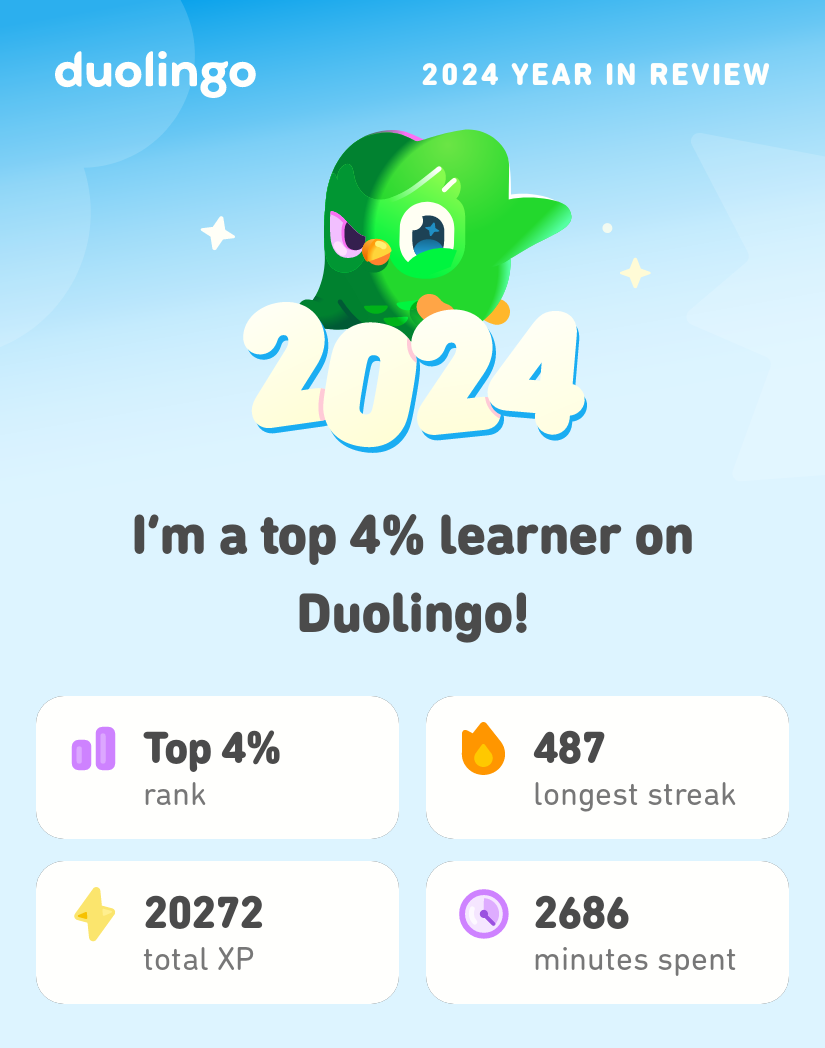 duolingo
2024 YEAR IN REVIEW
2024
I'm a top 4% learner on
Duolingo!
Top 4%
rank
487
longest streak
20272
total XP
2686
minutes spent